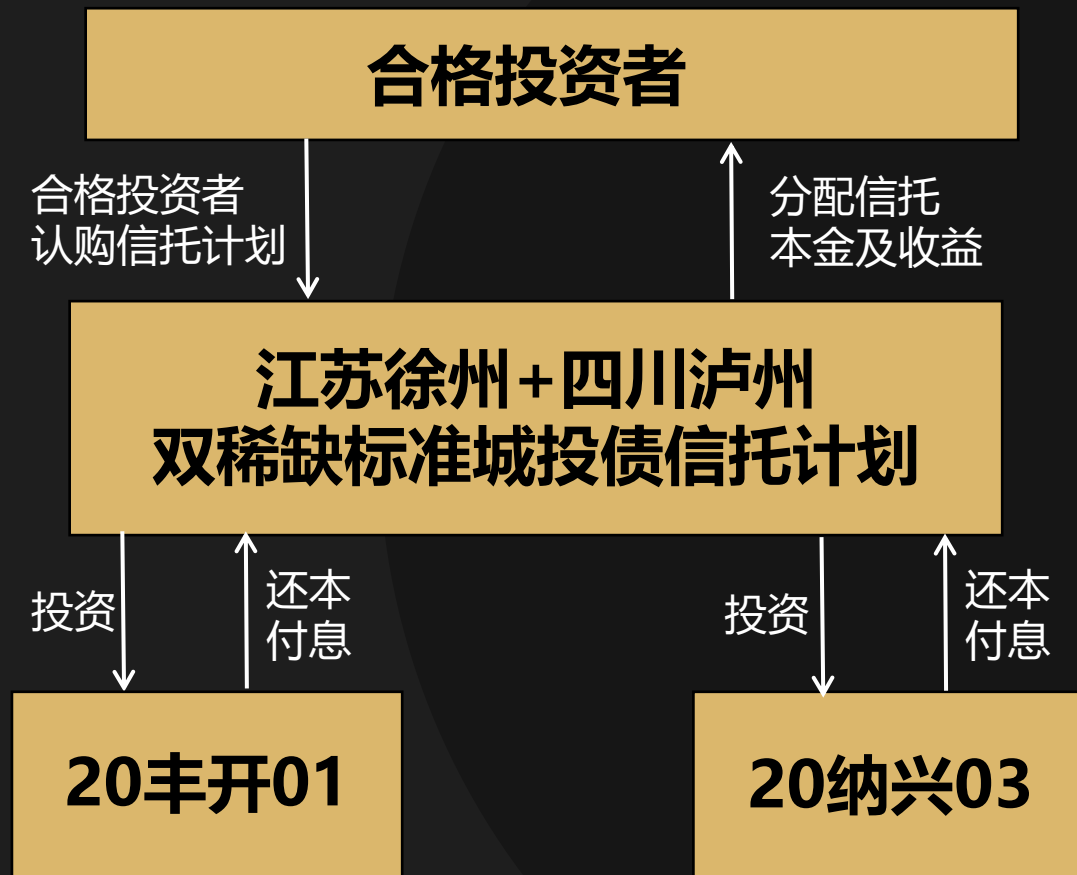 合格投资者
合格投资者
认购信托计划
分配信托
本金及收益
江苏徐州+四川泸州
双稀缺标准城投债信托计划
投资
还本
付息
投资
还本
付息
20丰开01
20纳兴03